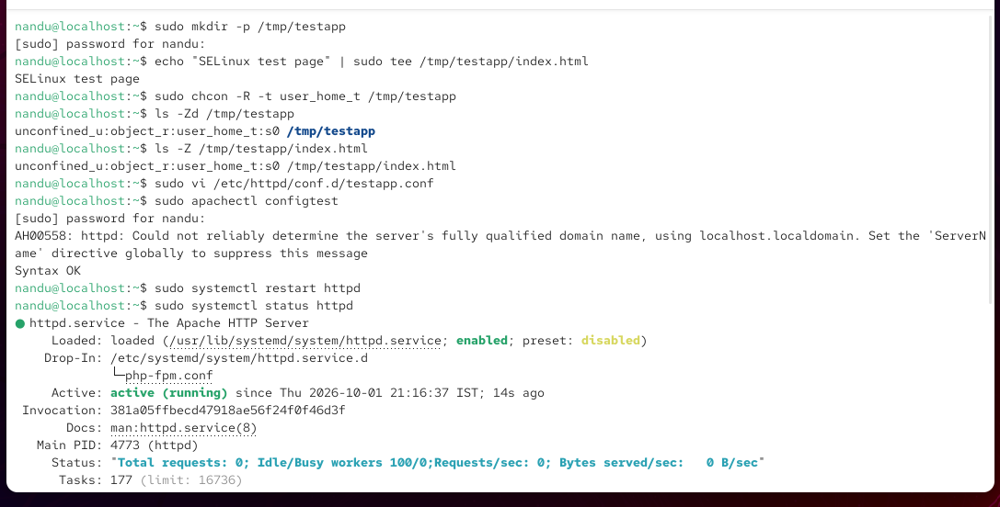 nandu@localhost:~$ sudo mkdir -p /tmp/testapp
[sudo] password for nandu:
nandu@localhost:~$ echo "SELinux test page" | sudo tee /tmp/testapp/index.html
SELinux test page
nandu@localhost:~$ sudo chcon -R -t user_home_t /tmp/testapp
nandu@localhost:~$ ls -Zd /tmp/testapp
unconfined_u:object_r:user_home_t:s0 /tmp/testapp
nandu@localhost:~$ ls -Z /tmp/testapp/index.html
unconfined_u:object_r:user_home_t:s0 /tmp/testapp/index.html
nandu@localhost:~$ sudo vi /etc/httpd/conf.d/testapp.conf
nandu@localhost:~$ sudo apachectl configtest
[sudo] password for nandu:
AH00558: httpd: Could not reliably determine the server's fully qualified domain name, using localhost.localdomain. Set the 'ServerN
ame' directive globally to suppress this message
Syntax OK
nandu@localhost:~$ sudo systemctl restart httpd
nandu@localhost:~$ sudo systemctl status httpd
● httpd.service - The Apache HTTP Server
     Loaded: loaded (/usr/lib/systemd/system/httpd.service; enabled; preset: disabled)
    Drop-In: /etc/systemd/system/httpd.service.d
             └─php-fpm.conf
     Active: active (running) since Thu 2026-10-01 21:16:37 IST; 14s ago
 Invocation: 381a05ffbecd47918ae56f24f0f46d3f
       Docs: man:httpd.service(8)
   Main PID: 4773 (httpd)
     Status: "Total requests: 0; Idle/Busy workers 100/0;Requests/sec: 0; Bytes served/sec:   0 B/sec"
      Tasks: 177 (limit: 16736)